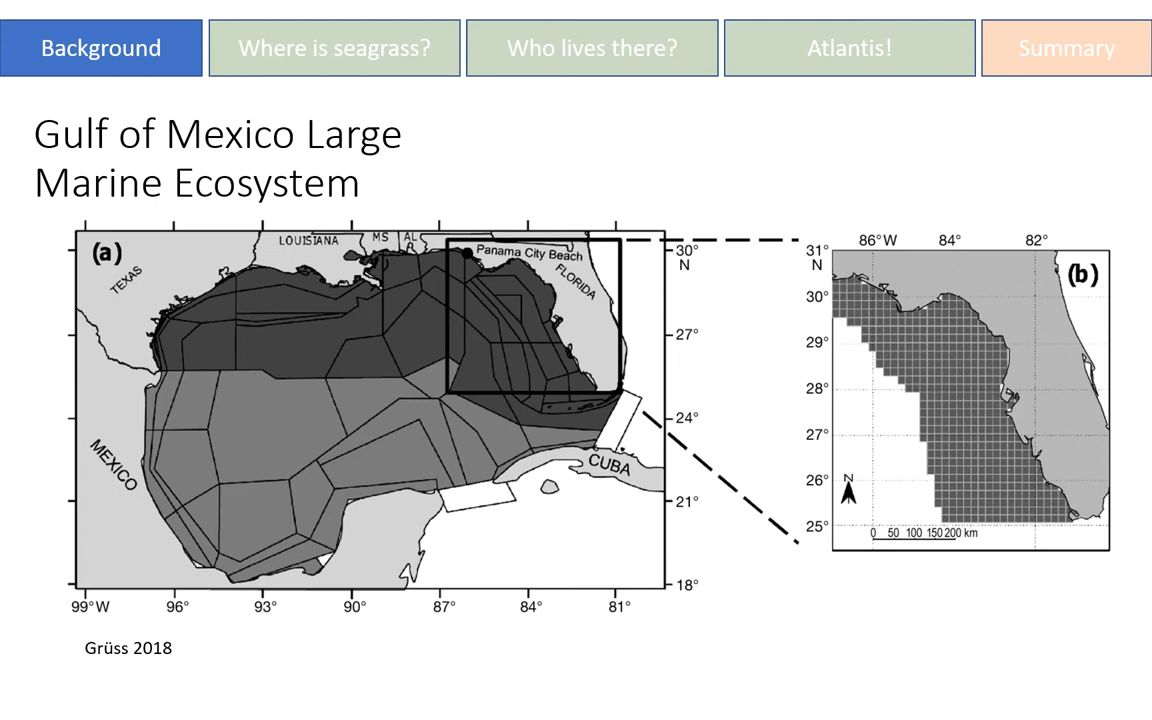 Background
Where is seagrass?
Who lives there?
Atlantis!
Summary
Gulf of Mexico Large
Marine Ecosystem
(a)
TEXAS
LOUISIANA
MS
AL
Panama City Beach
FLORIDA
MEXICO
CUBA
30°
N
27°
24°
21°
18°
99°W
96°
93°
90°
87°
84°
81°
86°W
84°
82°
(b)
31°
N
30°
29°
28°
27°
26°
25°
N
0 50 100 150 200 km
Grüss 2018